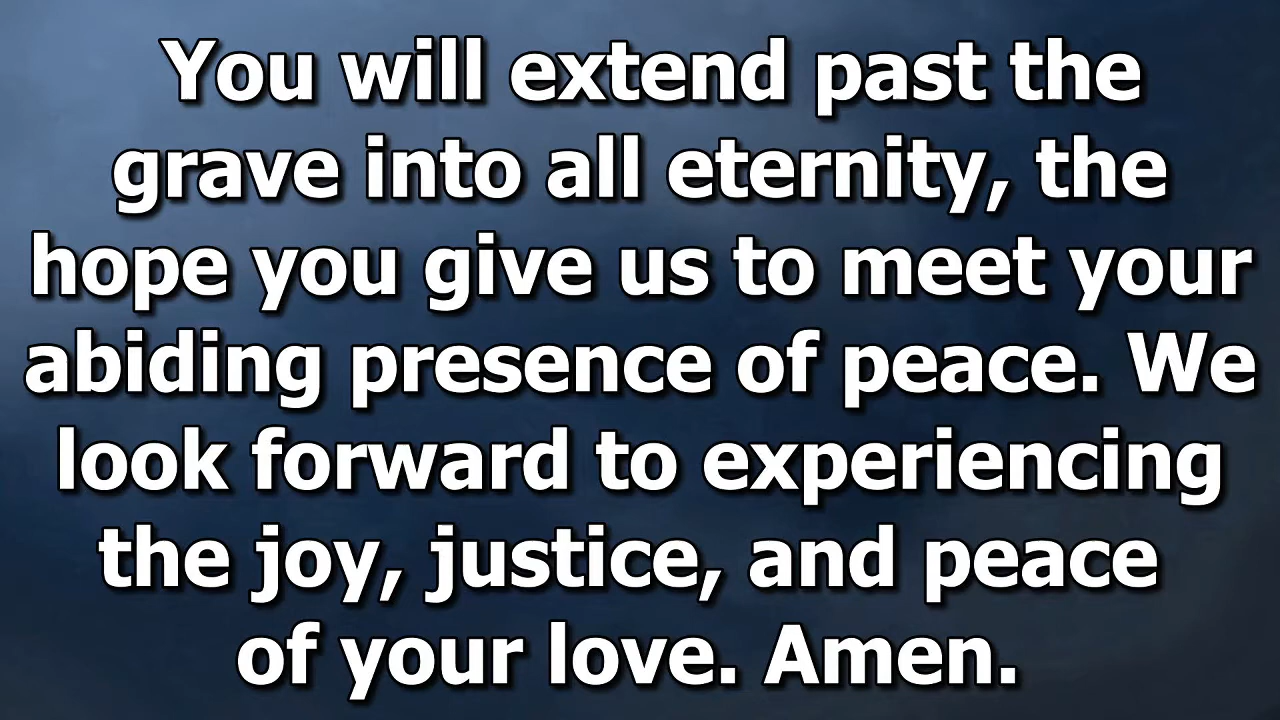 You will extend past the
grave into all eternity, the
hope you give us to meet your
abiding presence of peace. We
look forward to experiencing
the joy, justice, and peace
of your love. Amen.